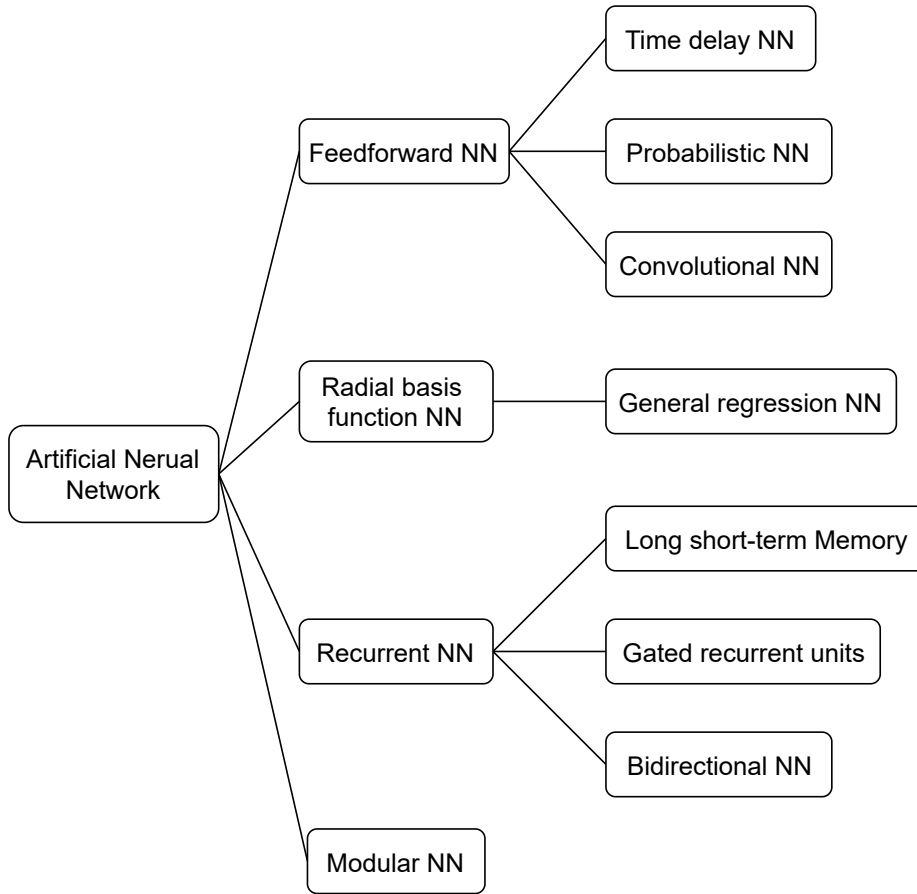 Time delay NN
Feedforward NN
Probabilistic NN
Convolutional NN
Radial basis
function NN
General regression NN
Artificial Nerual
Network
Long short-term Memory
Recurrent NN
Gated recurrent units
Bidirectional NN
Modular NN